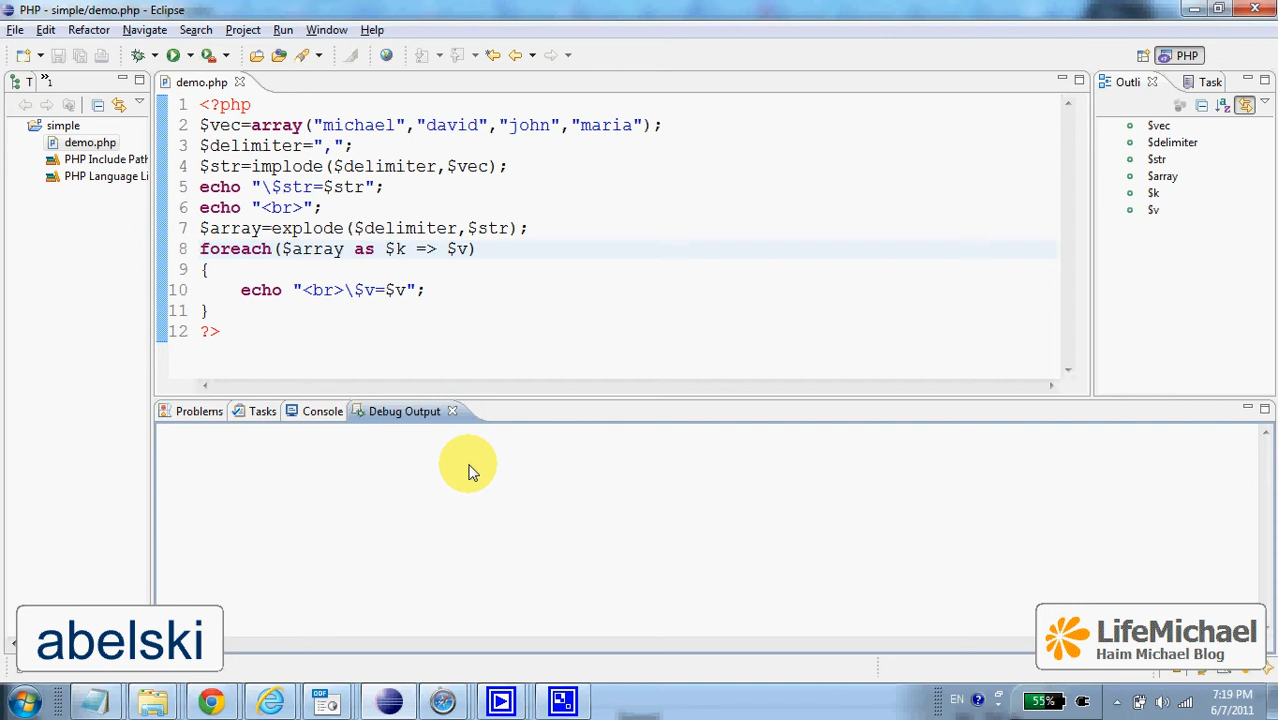 PHP - simple/demo.php - Eclipse
File Edit Refactor Navigate Search Project Run Window Help
PHP
T
1
demo.php
Outli
Task
simple
demo.php
PHP Include Path
PHP Language Li
1 <?php
2 $vec=array("michael","david","john","maria");
3 $delimiter=",";
4 $str=implode($delimiter,$vec);
5 echo "\$str=$str";
6 echo "<br>";
7 $array=explode($delimiter,$str);
8 foreach($array as $k => $v)
9 {
10 echo "<br>\$v=$v";
11 }
12 ?>
$vec
$delimiter
$str
$array
$k
$v
Problems Tasks Console Debug Output
abelski
LifeMichael
Haim Michael Blog
ODF
EN
55%
7:19 PM
6/7/2011